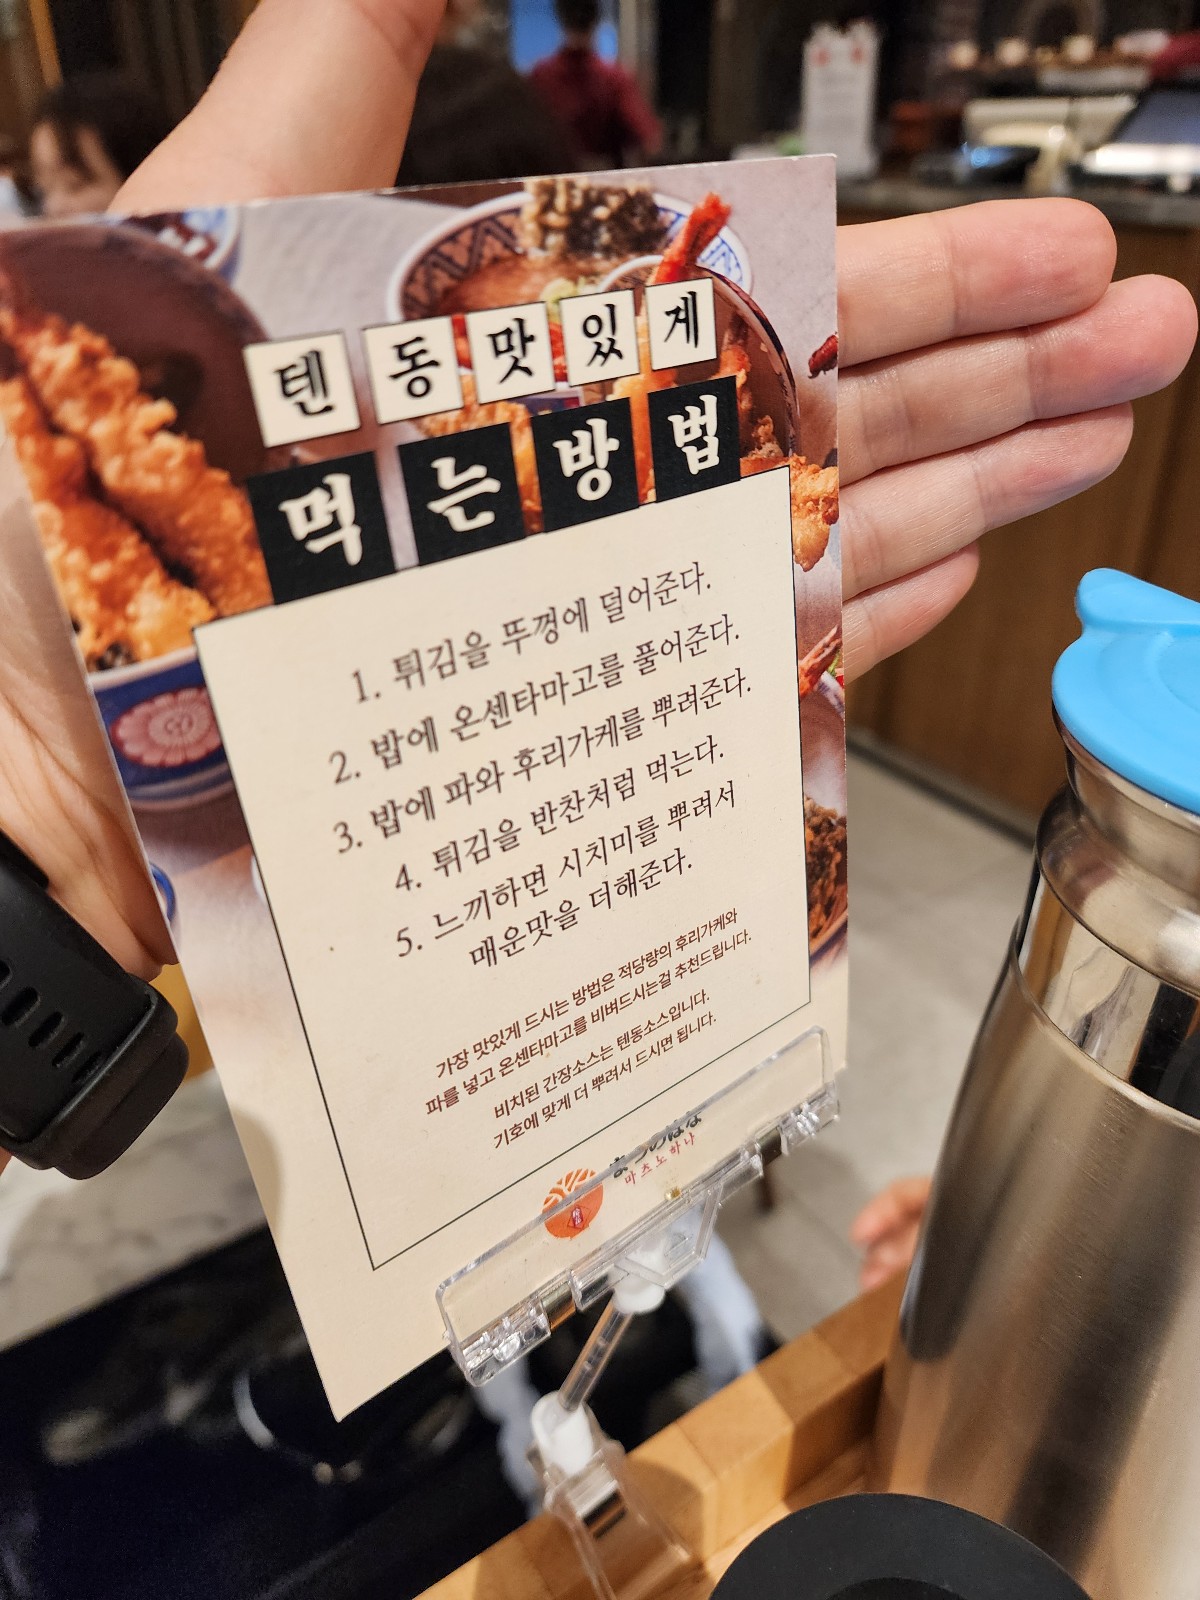 텐동맛있게
먹는방법
1. 튀김을 뚜껑에 덜어준다.
2. 밥에 온센타마고를 풀어준다.
3. 밥에 파와 후리가케를 뿌려준다.
4. 튀김을 반찬처럼 먹는다.
5. 느끼하면 시치미를 뿌려서
매운맛을 더해준다.
가장 맛있게 드시는 방법은 적당량의 후리가케와
파를 넣고 온센타마고를 비벼드시는걸 추천드립니다.
비치된 간장소스는 텐동소스입니다.
기호에 맞게 더 뿌려서 드시면 됩니다.
まつのはな
마츠노하나